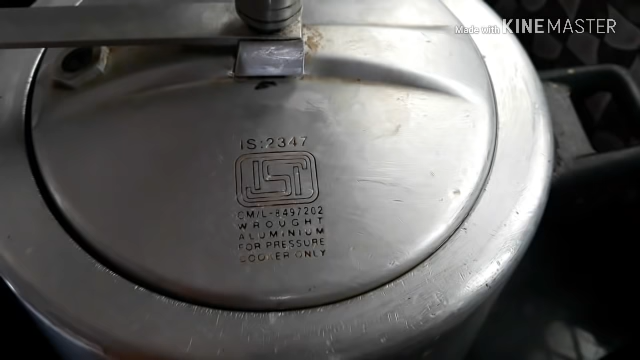 Made with KINEMASTER
IS:2347
ISI
CM/L-8497202
WROUGHT
ALUMINIUM
FOR PRESSURE
COOKER ONLY